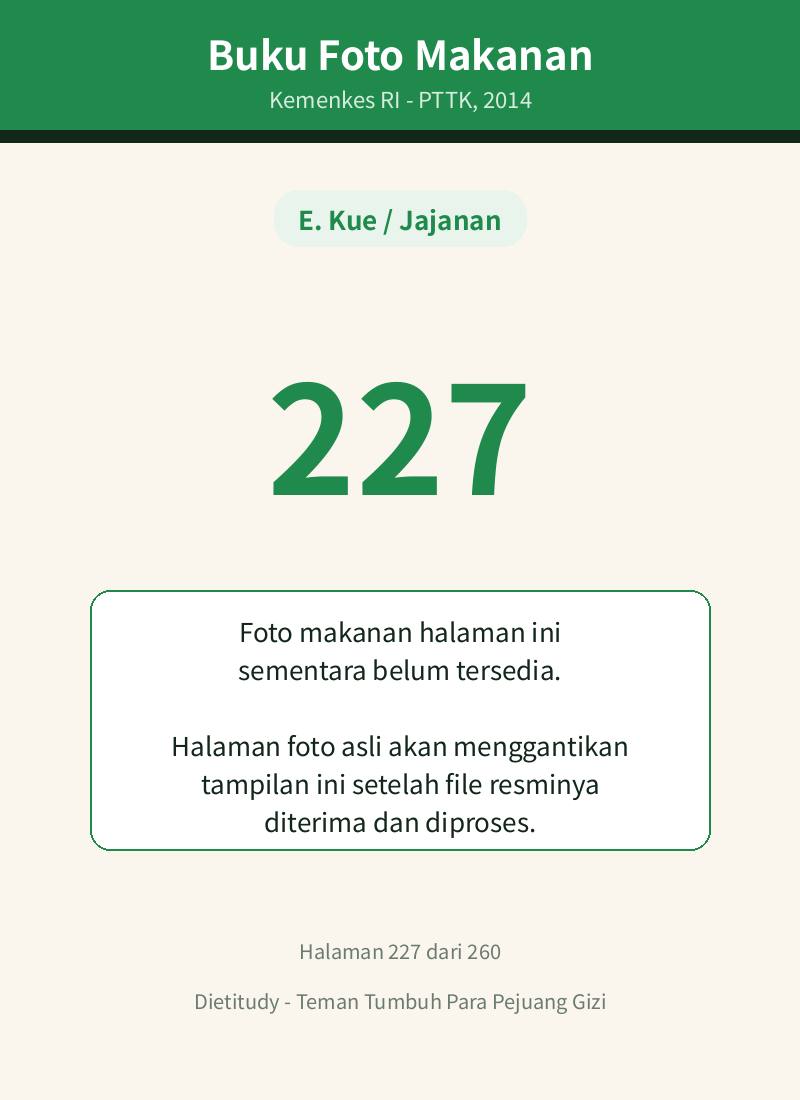 Buku Foto Makanan
Kemenkes RI - PTTK, 2014
E. Kue / Jajanan
227
Foto makanan halaman ini
sementara belum tersedia.
Halaman foto asli akan menggantikan
tampilan ini setelah file resminya
diterima dan diproses.
Halaman 227 dari 260
Dietitudy - Teman Tumbuh Para Pejuang Gizi